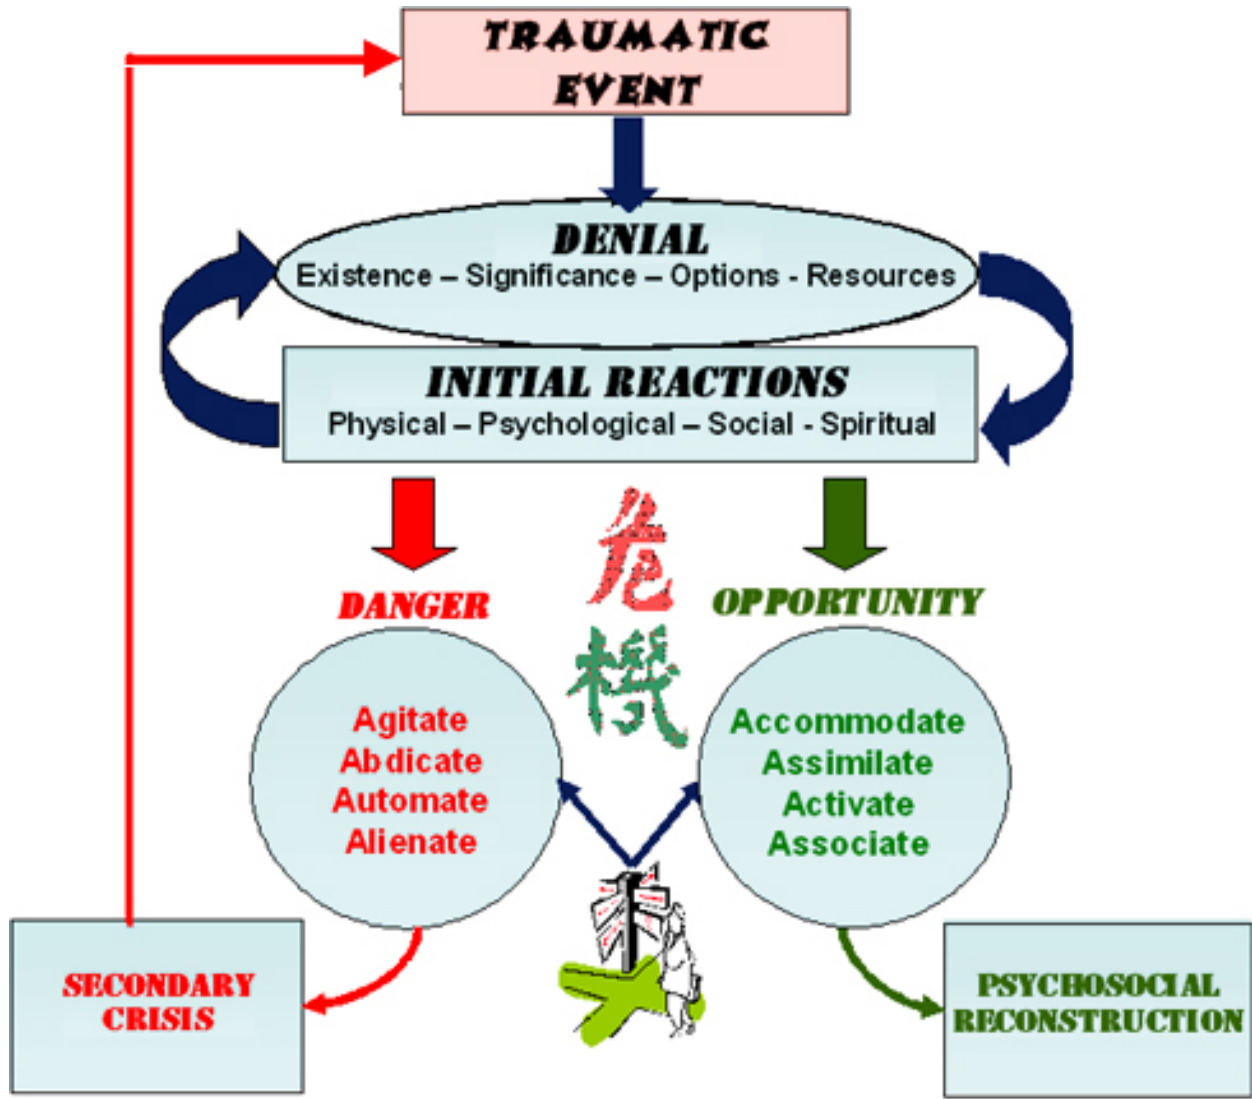 TRAUMATIC
EVENT
DENIAL
Existence – Significance – Options - Resources
INITIAL REACTIONS
Physical – Psychological – Social - Spiritual
危
機
DANGER
Agitate
Abdicate
Automate
Alienate
OPPORTUNITY
Accommodate
Assimilate
Activate
Associate
SECONDARY
CRISIS
PSYCHOSOCIAL
RECONSTRUCTION